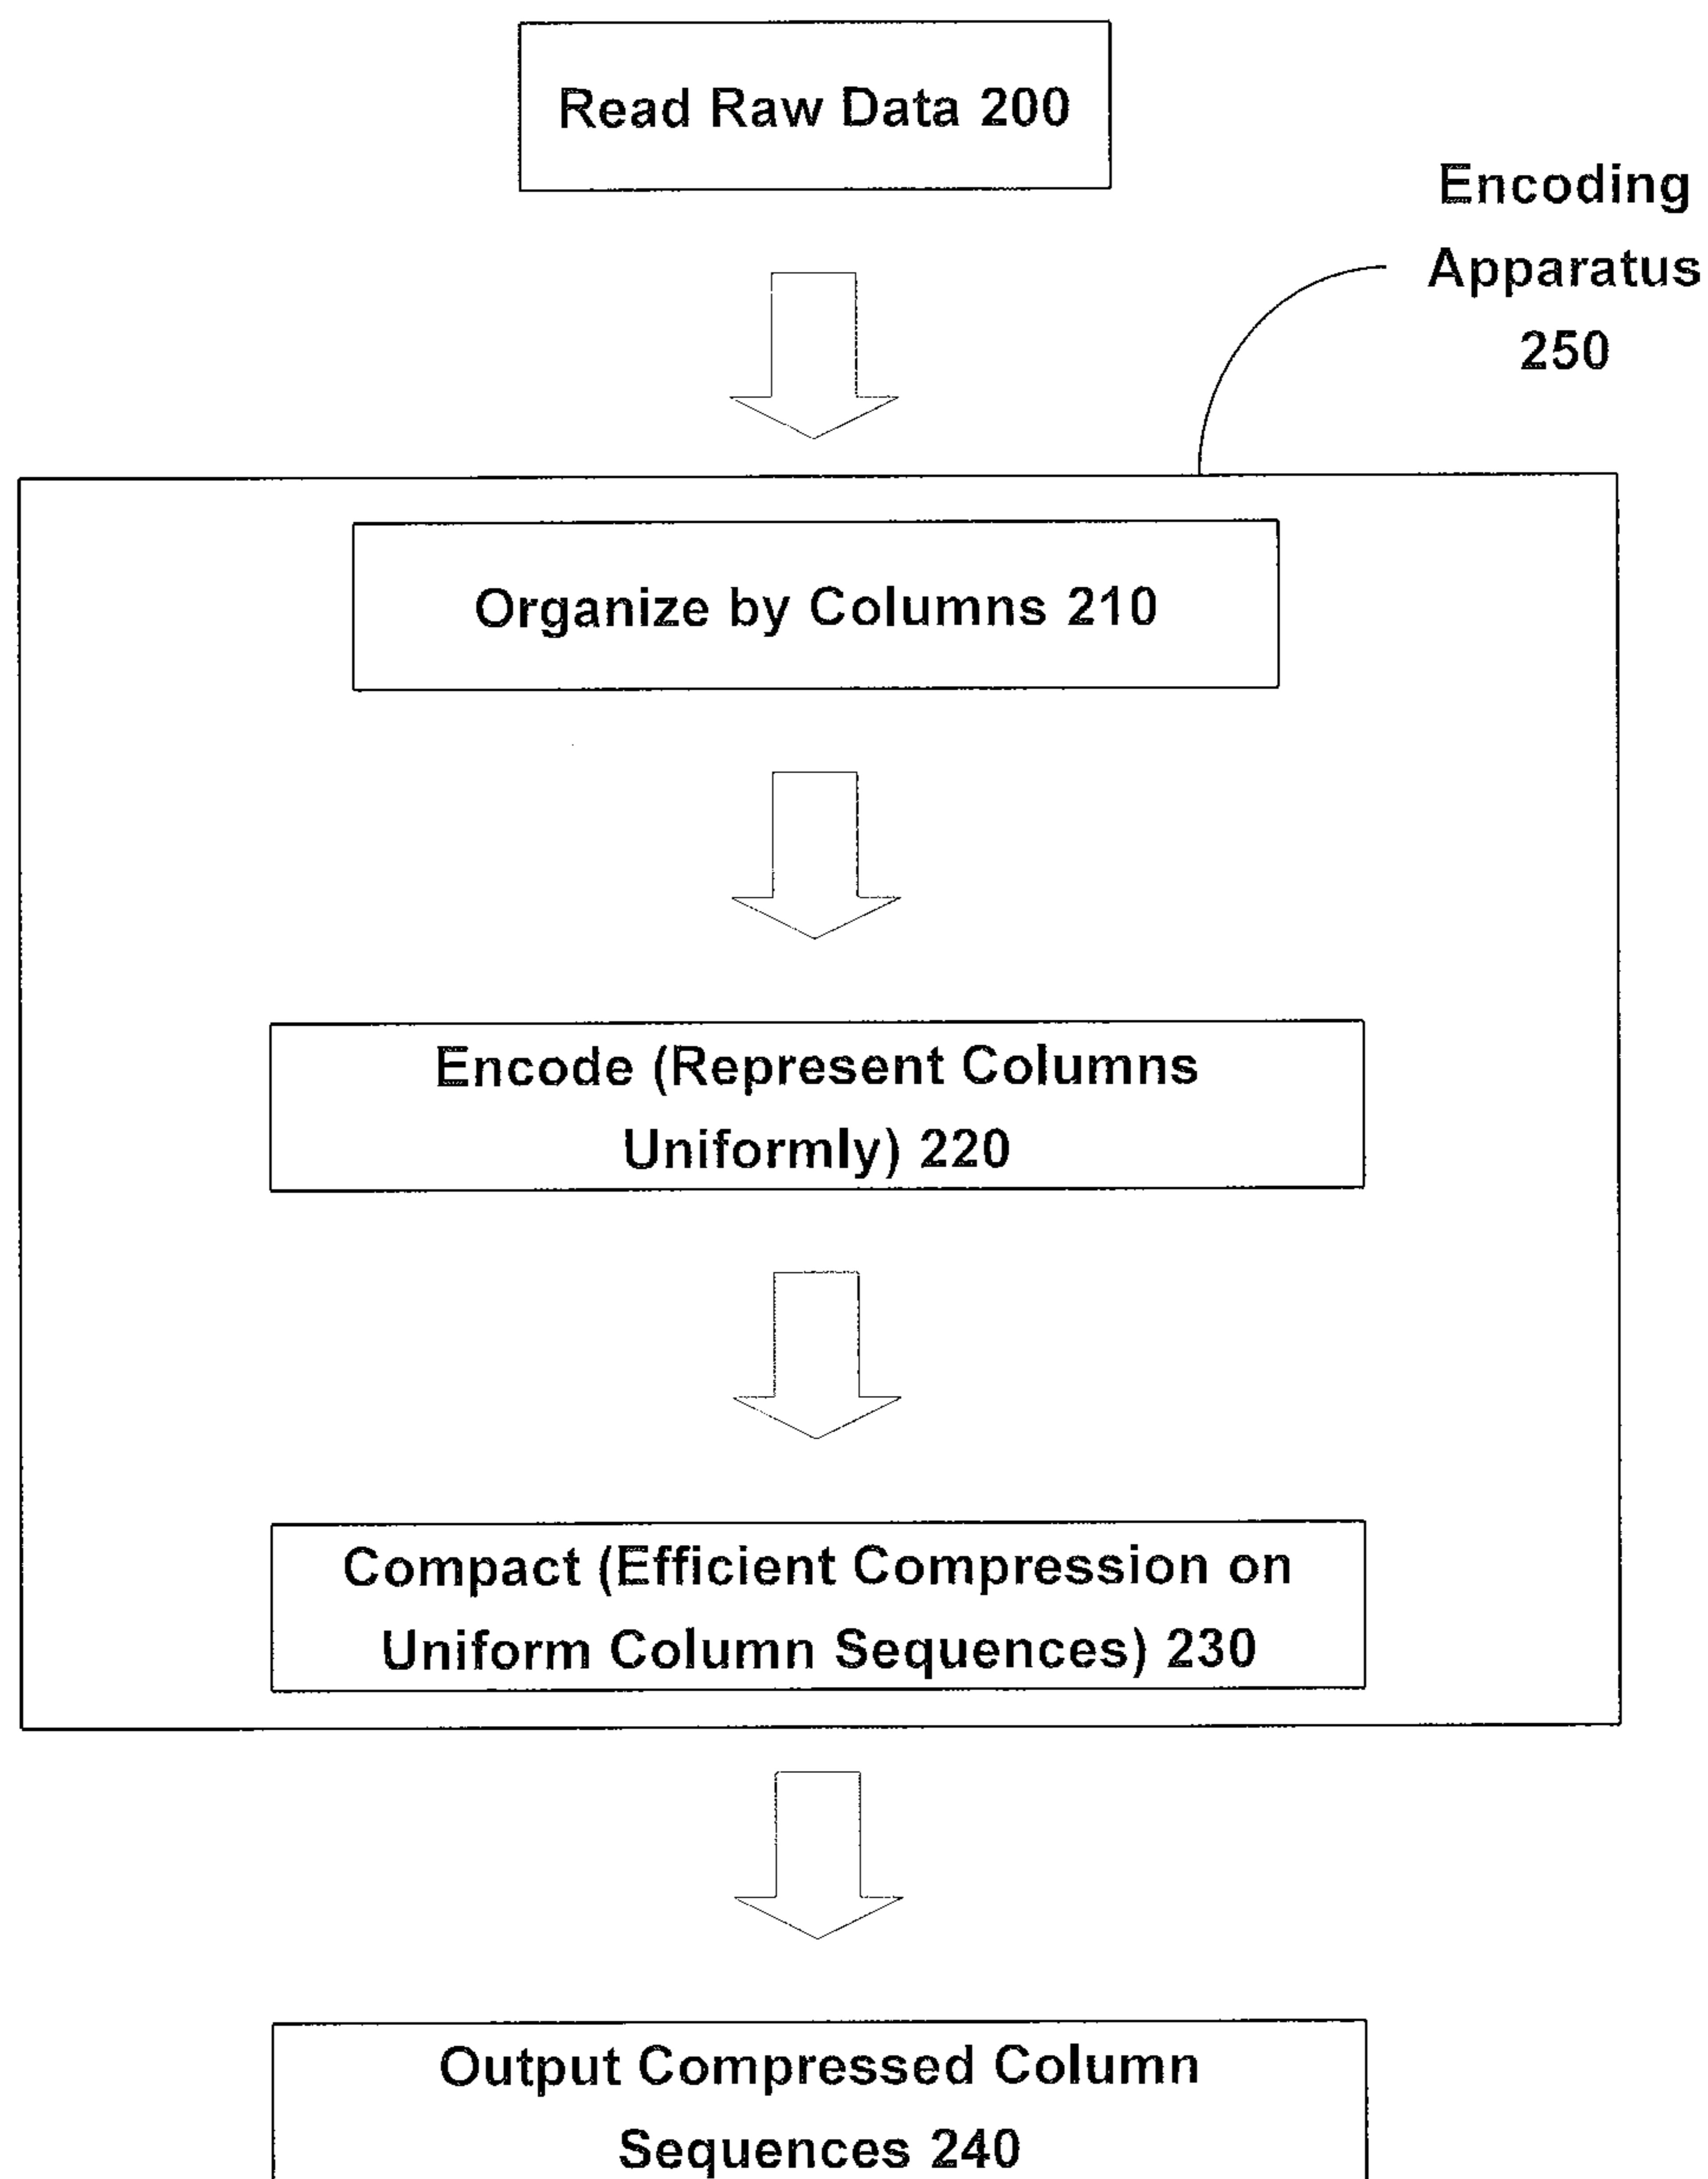 Read Raw Data 200
Encoding
Apparatus
250
Organize by Columns 210
Encode (Represent Columns
Uniformly) 220
Compact (Efficient Compression on
Uniform Column Sequences) 230
Output Compressed Column
Sequences 240